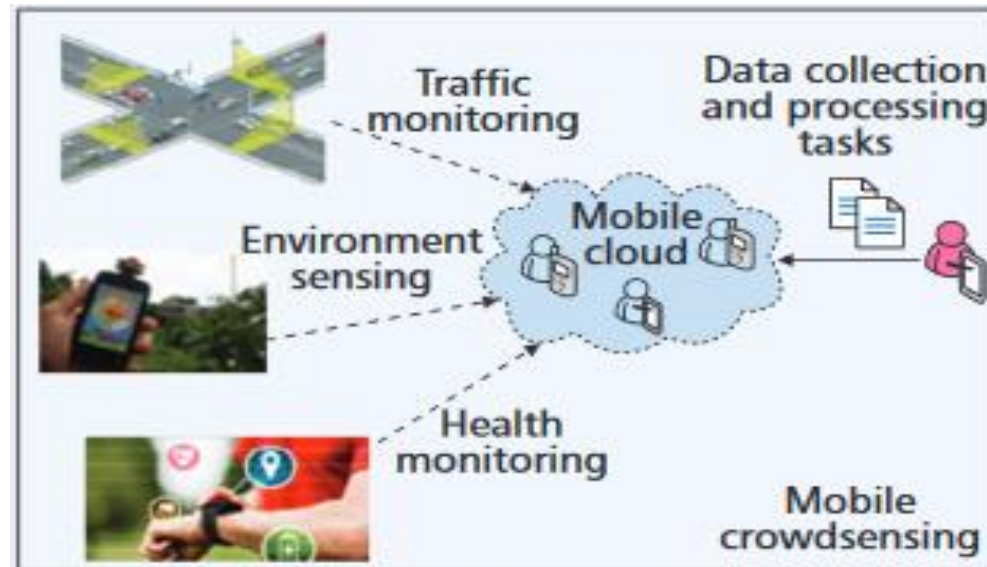 Traffic
monitoring
Data collection
and processing
tasks
Mobile
cloud
Environment
sensing
Health
monitoring
Mobile
crowdsensing